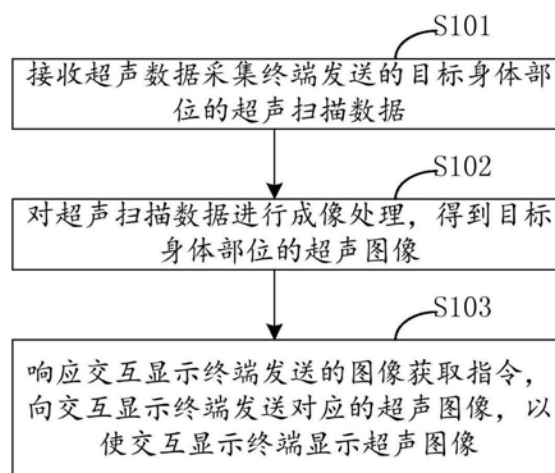 S101
接收超声数据采集终端发送的目标身体部
位的超声扫描数据
S102
对超声扫描数据进行成像处理，得到目标
身体部位的超声图像
S103
响应交互显示终端发送的图像获取指令，
向交互显示终端发送对应的超声图像，以
使交互显示终端显示超声图像